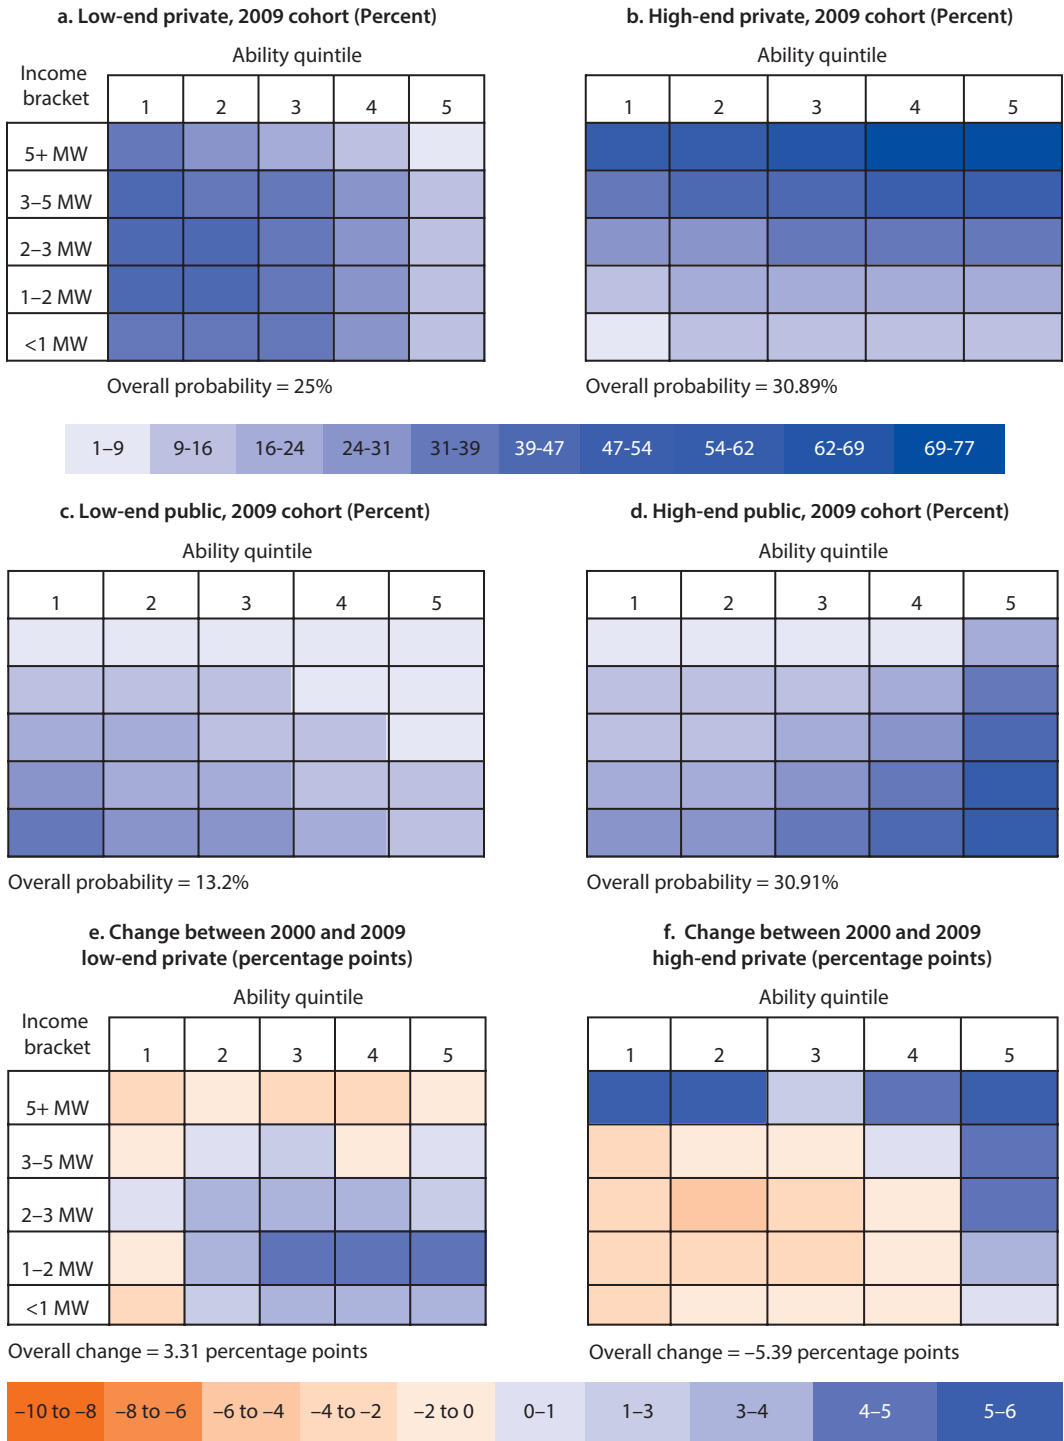 a. Low-end private, 2009 cohort (Percent)
Ability quintile
Income
bracket
1 2 3 4 5
5+ MW
3–5 MW
2–3 MW
1–2 MW
<1 MW
Overall probability = 25%
b. High-end private, 2009 cohort (Percent)
Ability quintile
1 2 3 4 5
Overall probability = 30.89%
1–9 9-16 16-24 24-31 31-39 39-47 47-54 54-62 62-69 69-77
c. Low-end public, 2009 cohort (Percent)
Ability quintile
1 2 3 4 5
Overall probability = 13.2%
d. High-end public, 2009 cohort (Percent)
Ability quintile
1 2 3 4 5
Overall probability = 30.91%
e. Change between 2000 and 2009
low-end private (percentage points)
Ability quintile
Income
bracket
1 2 3 4 5
5+ MW
3–5 MW
2–3 MW
1–2 MW
<1 MW
Overall change = 3.31 percentage points
f. Change between 2000 and 2009
high-end private (percentage points)
Ability quintile
1 2 3 4 5
Overall change = –5.39 percentage points
–10 to –8 –8 to –6 –6 to –4 –4 to –2 –2 to 0 0–1 1–3 3–4 4–5 5–6